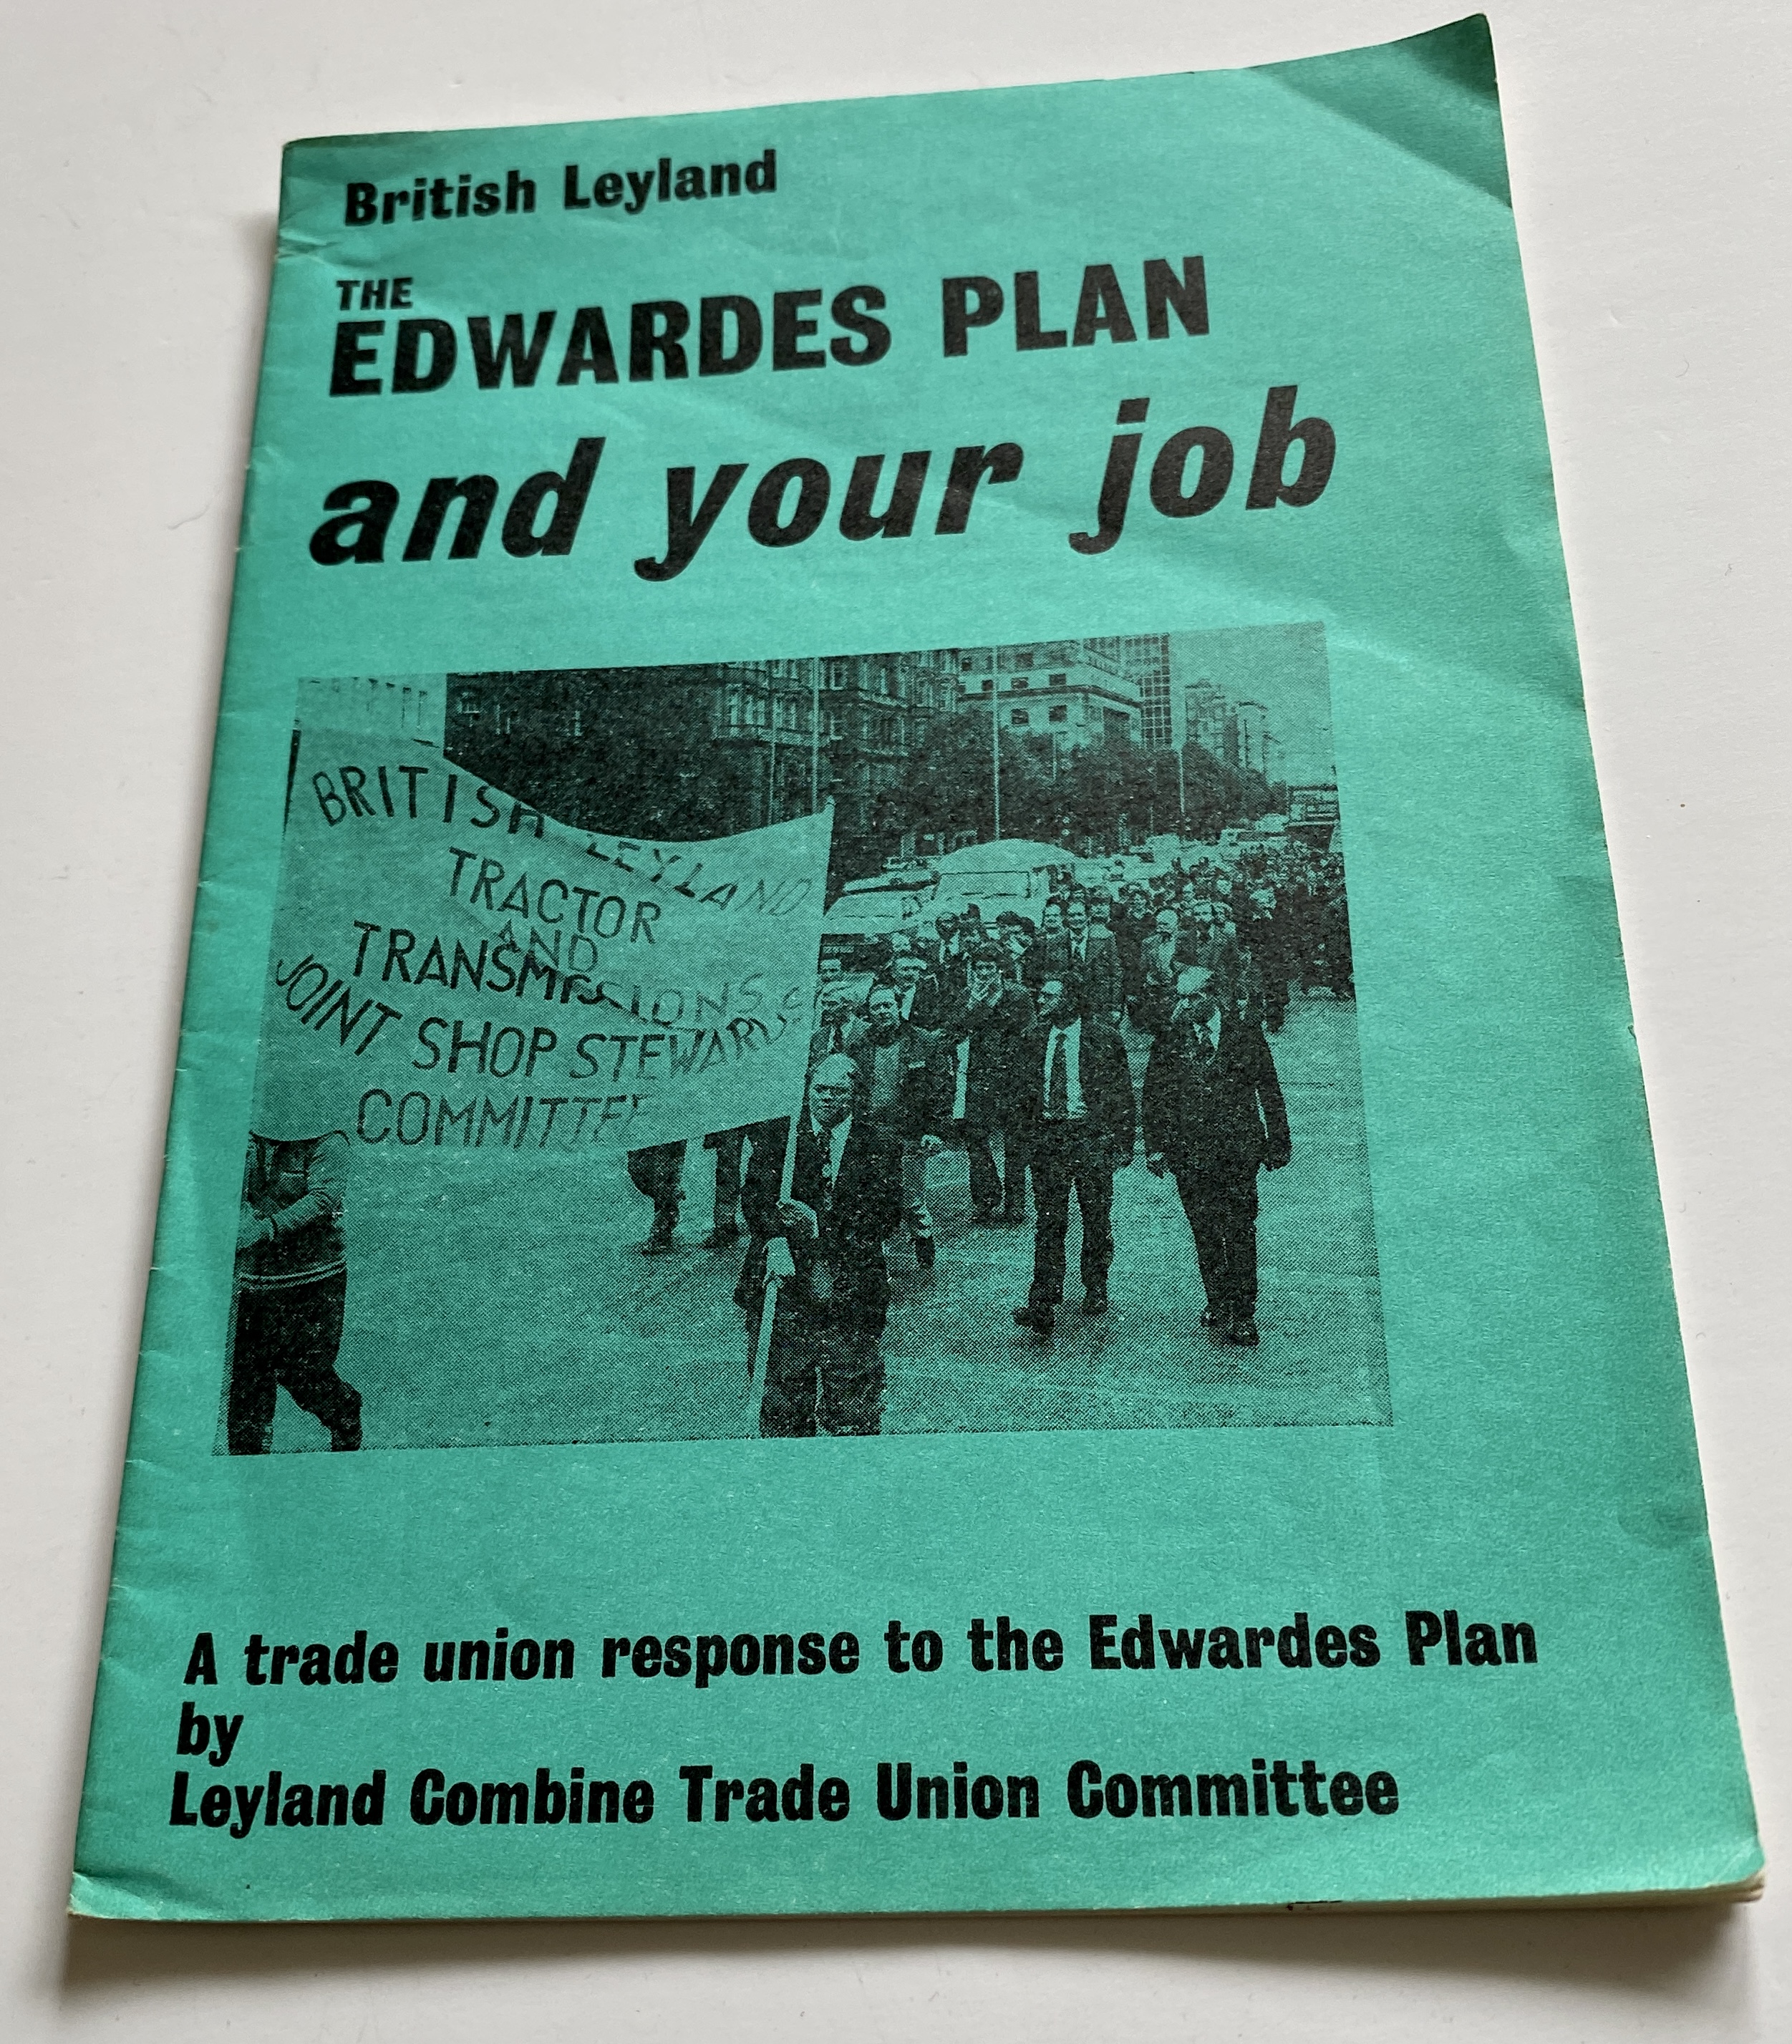 British Leyland
THE
EDWARDES PLAN
and your job
BRITISH LEYLAND
TRACTOR
AND
TRANSMISSIONS
JOINT SHOP STEWARDS
COMMITTEE
A trade union response to the Edwardes Plan
by
Leyland Combine Trade Union Committee